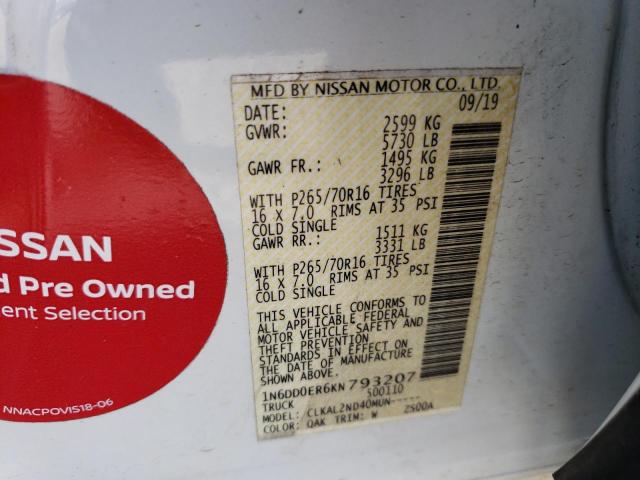 MFD BY NISSAN MOTOR CO., LTD.
DATE: 09/19
GVWR: 2599 KG
5730 LB
GAWR FR.: 1495 KG
3296 LB
WITH P265/70R16 TIRES
16 X 7.0 RIMS AT 35 PSI
COLD SINGLE
GAWR RR.: 1511 KG
3331 LB
WITH P265/70R16 TIRES
16 X 7.0 RIMS AT 35 PSI
COLD SINGLE
THIS VEHICLE CONFORMS TO
ALL APPLICABLE FEDERAL
MOTOR VEHICLE SAFETY AND
THEFT PREVENTION
STANDARDS IN EFFECT ON
THE DATE OF MANUFACTURE
SHOWN ABOVE.
1N6DD0ER6KN793207
TRUCK 500110
MODEL: CLKAL2ND40MUN-----
COLOR: QAK TRIM: W 2S00A
SSAN
d Pre Owned
ent Selection
NNACPOVIS18-06